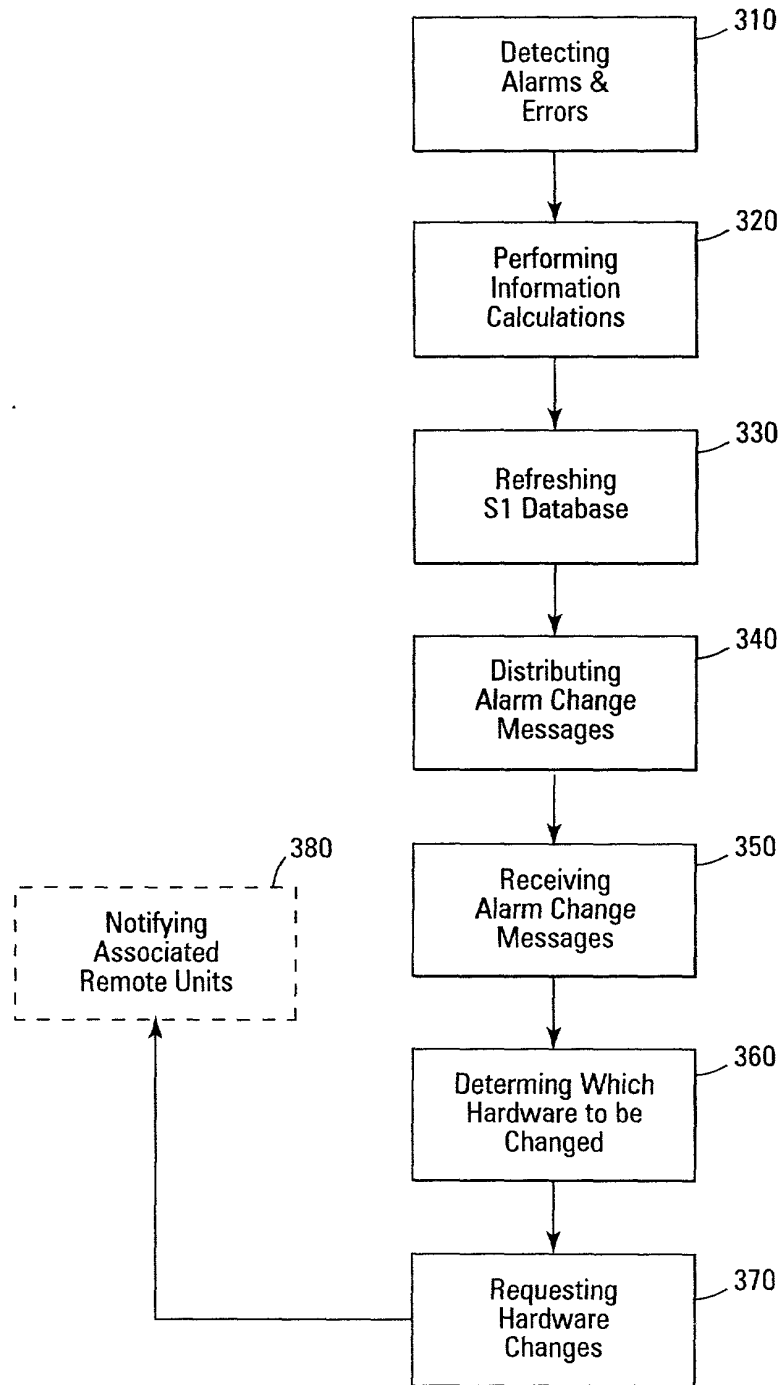 310
Detecting
Alarms &
Errors
320
Performing
Information
Calculations
330
Refreshing
S1 Database
340
Distributing
Alarm Change
Messages
350
Receiving
Alarm Change
Messages
380
Notifying
Associated
Remote Units
360
Determing Which
Hardware to be
Changed
370
Requesting
Hardware
Changes